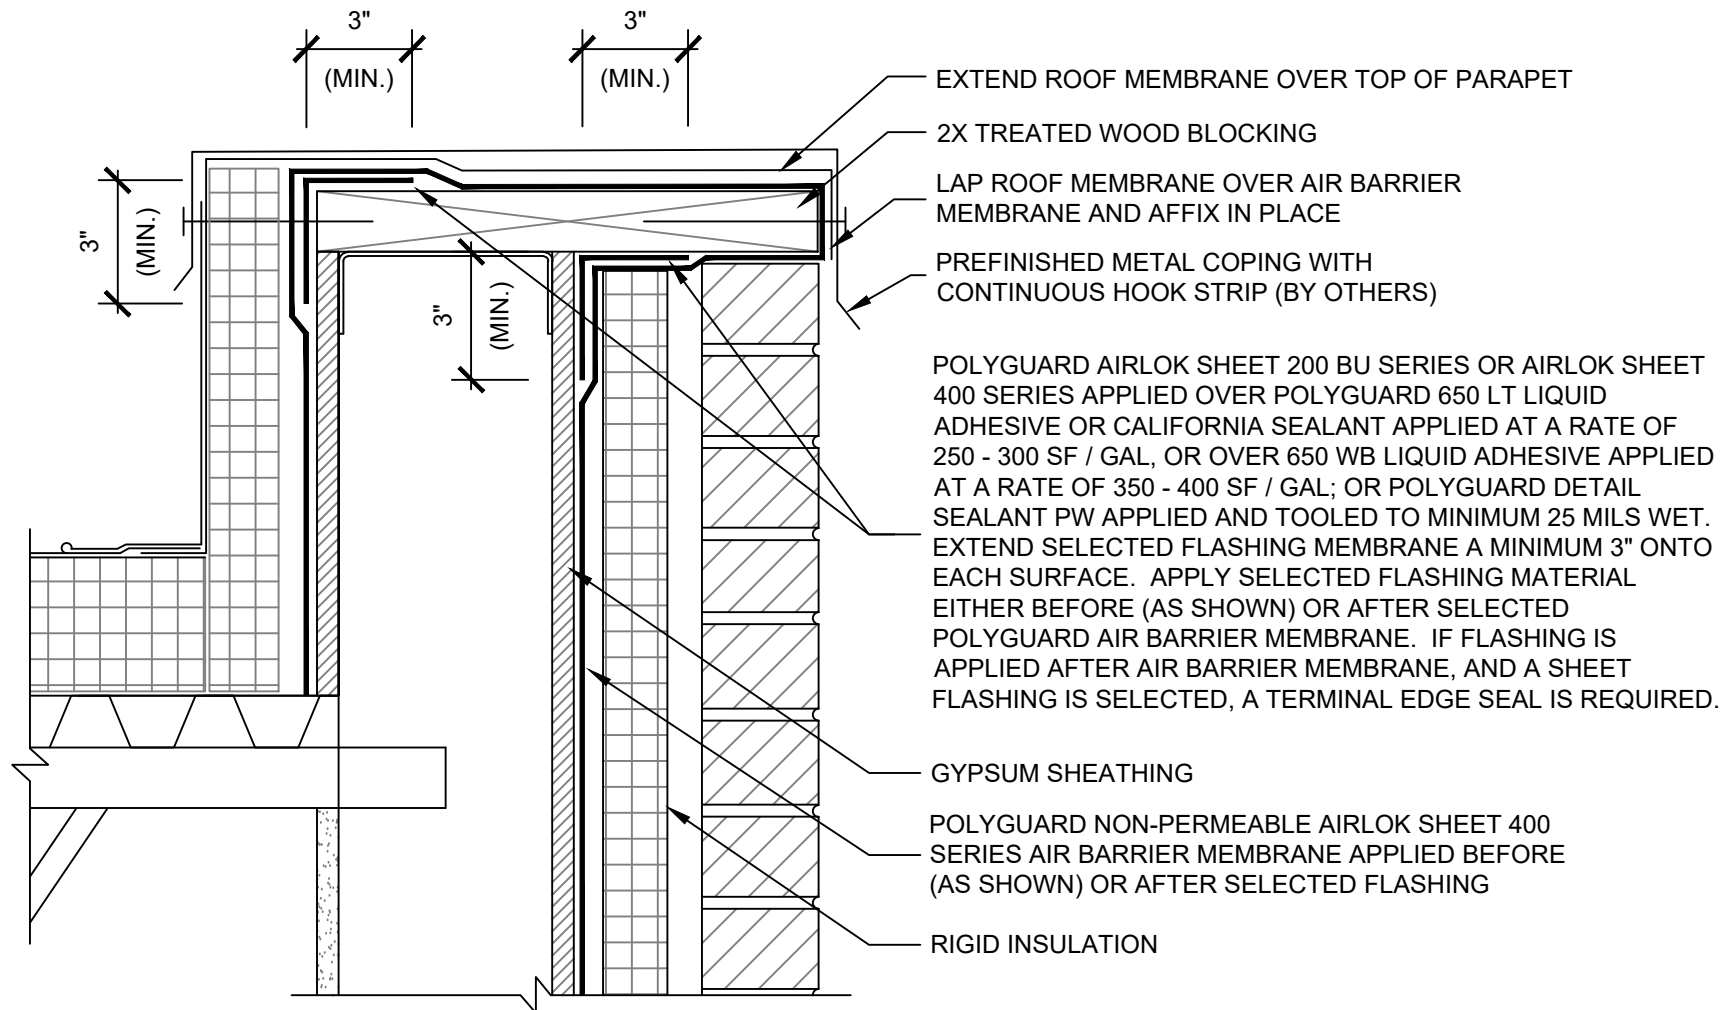 3"
(MIN.)
3"
(MIN.)
3"
(MIN.)
3"
(MIN.)
EXTEND ROOF MEMBRANE OVER TOP OF PARAPET
2X TREATED WOOD BLOCKING
LAP ROOF MEMBRANE OVER AIR BARRIER
MEMBRANE AND AFFIX IN PLACE
PREFINISHED METAL COPING WITH
CONTINUOUS HOOK STRIP (BY OTHERS)
POLYGUARD AIRLOK SHEET 200 BU SERIES OR AIRLOK SHEET
400 SERIES APPLIED OVER POLYGUARD 650 LT LIQUID
ADHESIVE OR CALIFORNIA SEALANT APPLIED AT A RATE OF
250 - 300 SF / GAL, OR OVER 650 WB LIQUID ADHESIVE APPLIED
AT A RATE OF 350 - 400 SF / GAL; OR POLYGUARD DETAIL
SEALANT PW APPLIED AND TOOLED TO MINIMUM 25 MILS WET.
EXTEND SELECTED FLASHING MEMBRANE A MINIMUM 3" ONTO
EACH SURFACE. APPLY SELECTED FLASHING MATERIAL
EITHER BEFORE (AS SHOWN) OR AFTER SELECTED
POLYGUARD AIR BARRIER MEMBRANE. IF FLASHING IS
APPLIED AFTER AIR BARRIER MEMBRANE, AND A SHEET
FLASHING IS SELECTED, A TERMINAL EDGE SEAL IS REQUIRED.
GYPSUM SHEATHING
POLYGUARD NON-PERMEABLE AIRLOK SHEET 400
SERIES AIR BARRIER MEMBRANE APPLIED BEFORE
(AS SHOWN) OR AFTER SELECTED FLASHING
RIGID INSULATION